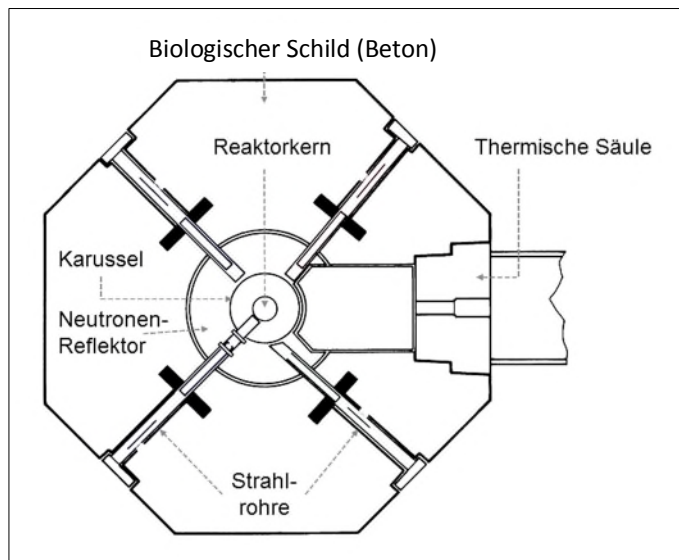 Biologischer Schild (Beton)
Reaktorkern
Thermische Säule
Karussel
Neutronen-
Reflektor
Strahl-
rohre